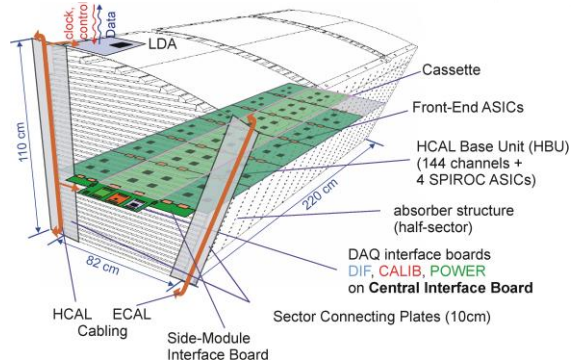 clock,
control
Data
LDA
Cassette
Front-End ASICs
HCAL Base Unit (HBU)
(144 channels +
4 SPIROC ASICs)
110 cm
220 cm
absorber structure
(half-sector)
DAQ interface boards
DIF, CALIB, POWER
on Central Interface Board
82 cm
HCAL ECAL
Cabling
Sector Connecting Plates (10cm)
Side-Module
Interface Board